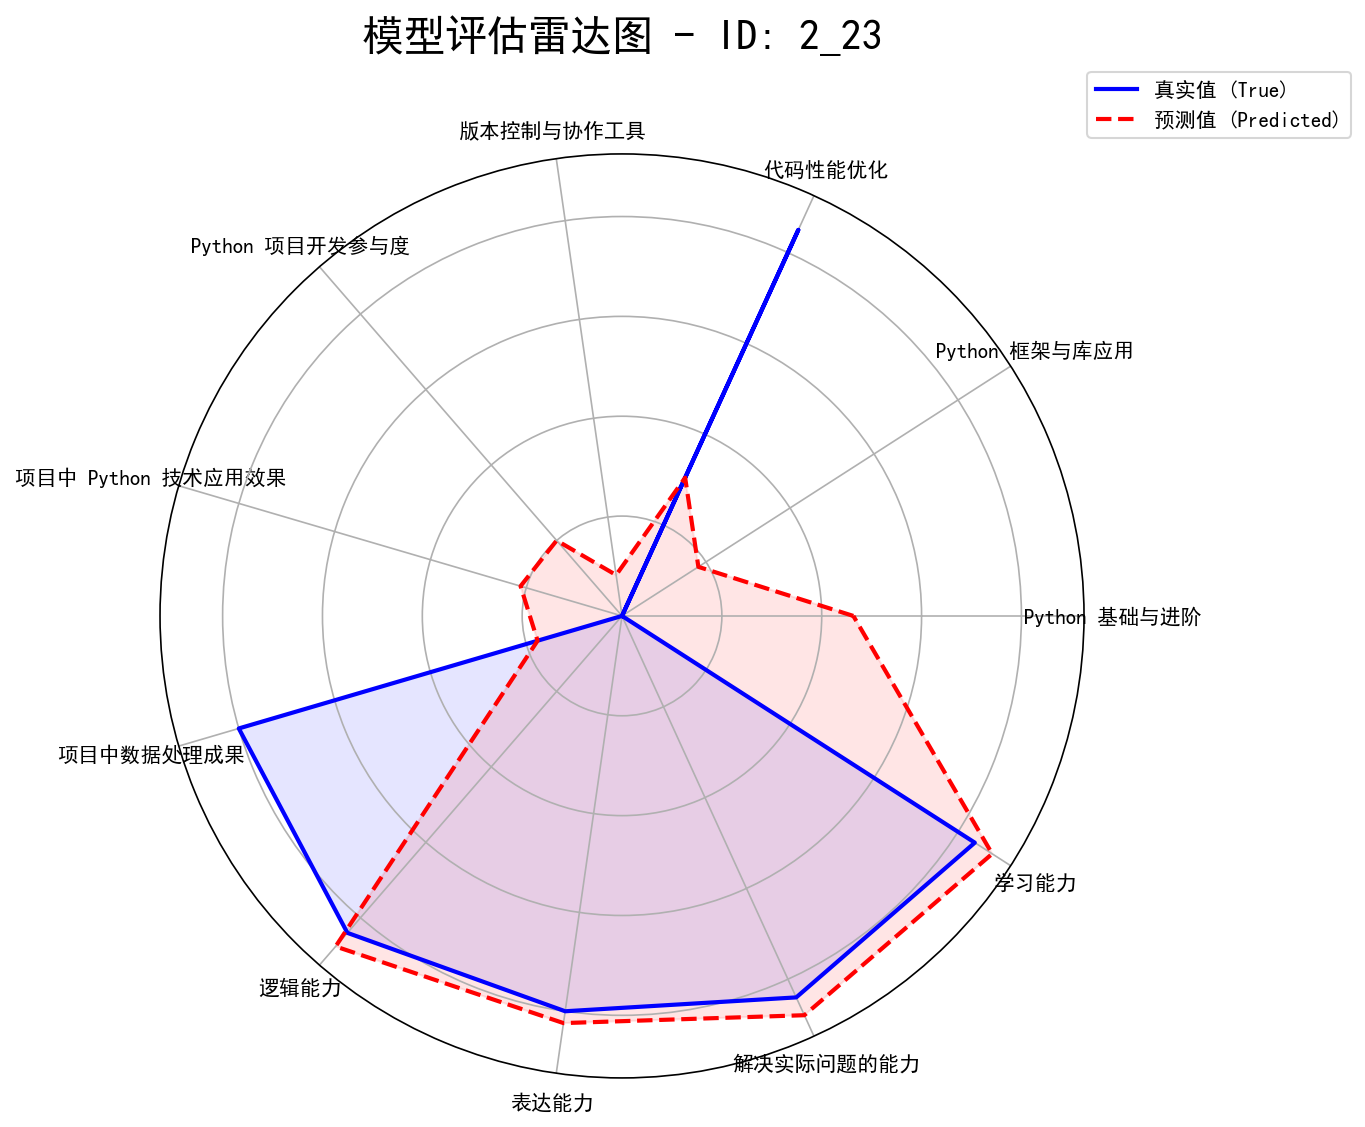 模型评估雷达图 - ID: 2_23
真实值 (True)
预测值 (Predicted)
版本控制与协作工具
代码性能优化
Python 项目开发参与度
Python 框架与库应用
项目中 Python 技术应用效果
Python 基础与进阶
项目中数据处理成果
学习能力
逻辑能力
解决实际问题的能力
表达能力